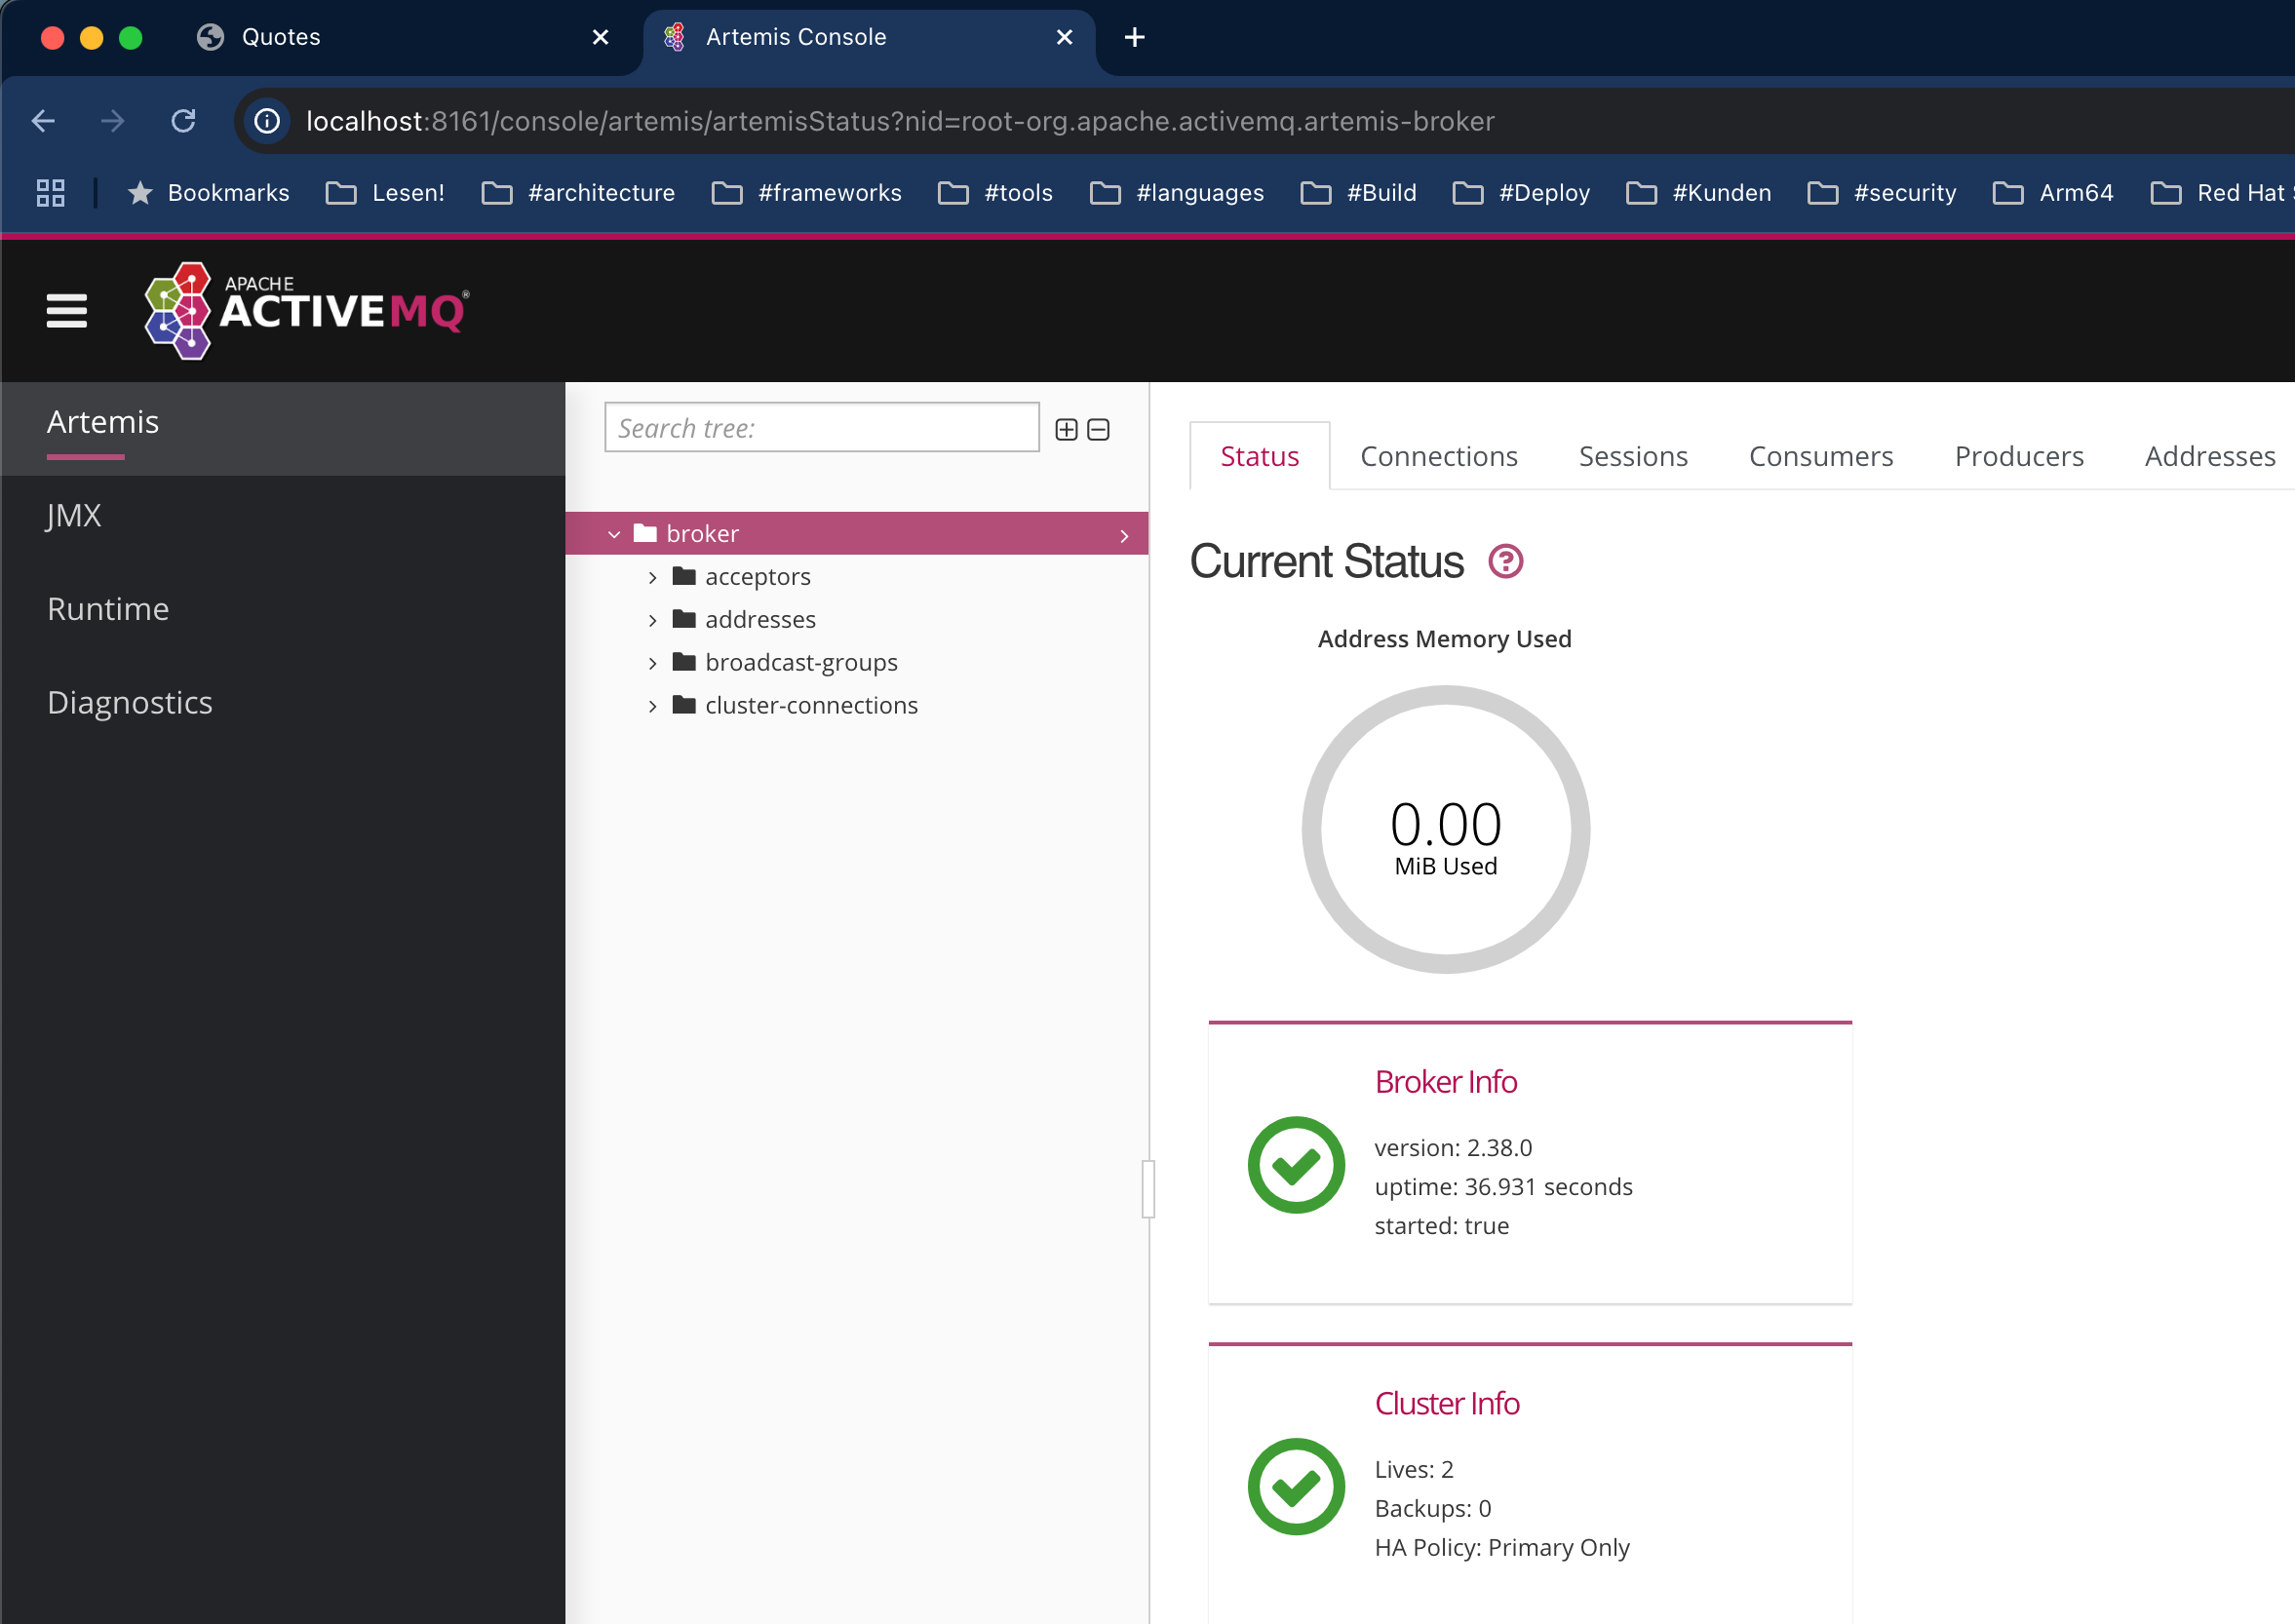 Quotes
Artemis Console
localhost:8161/console/artemis/artemisStatus?nid=root-org.apache.activemq.artemis-broker
Bookmarks
Lesen!
#architecture
#frameworks
#tools
#languages
#Build
#Deploy
#Kunden
#security
Arm64
Red Hat
APACHE
ACTIVEMQ®
Artemis
JMX
Runtime
Diagnostics
Search tree:
broker
acceptors
addresses
broadcast-groups
cluster-connections
Status
Connections
Sessions
Consumers
Producers
Addresses
Current Status
Address Memory Used
0.00
MiB Used
Broker Info
version: 2.38.0
uptime: 36.931 seconds
started: true
Cluster Info
Lives: 2
Backups: 0
HA Policy: Primary Only